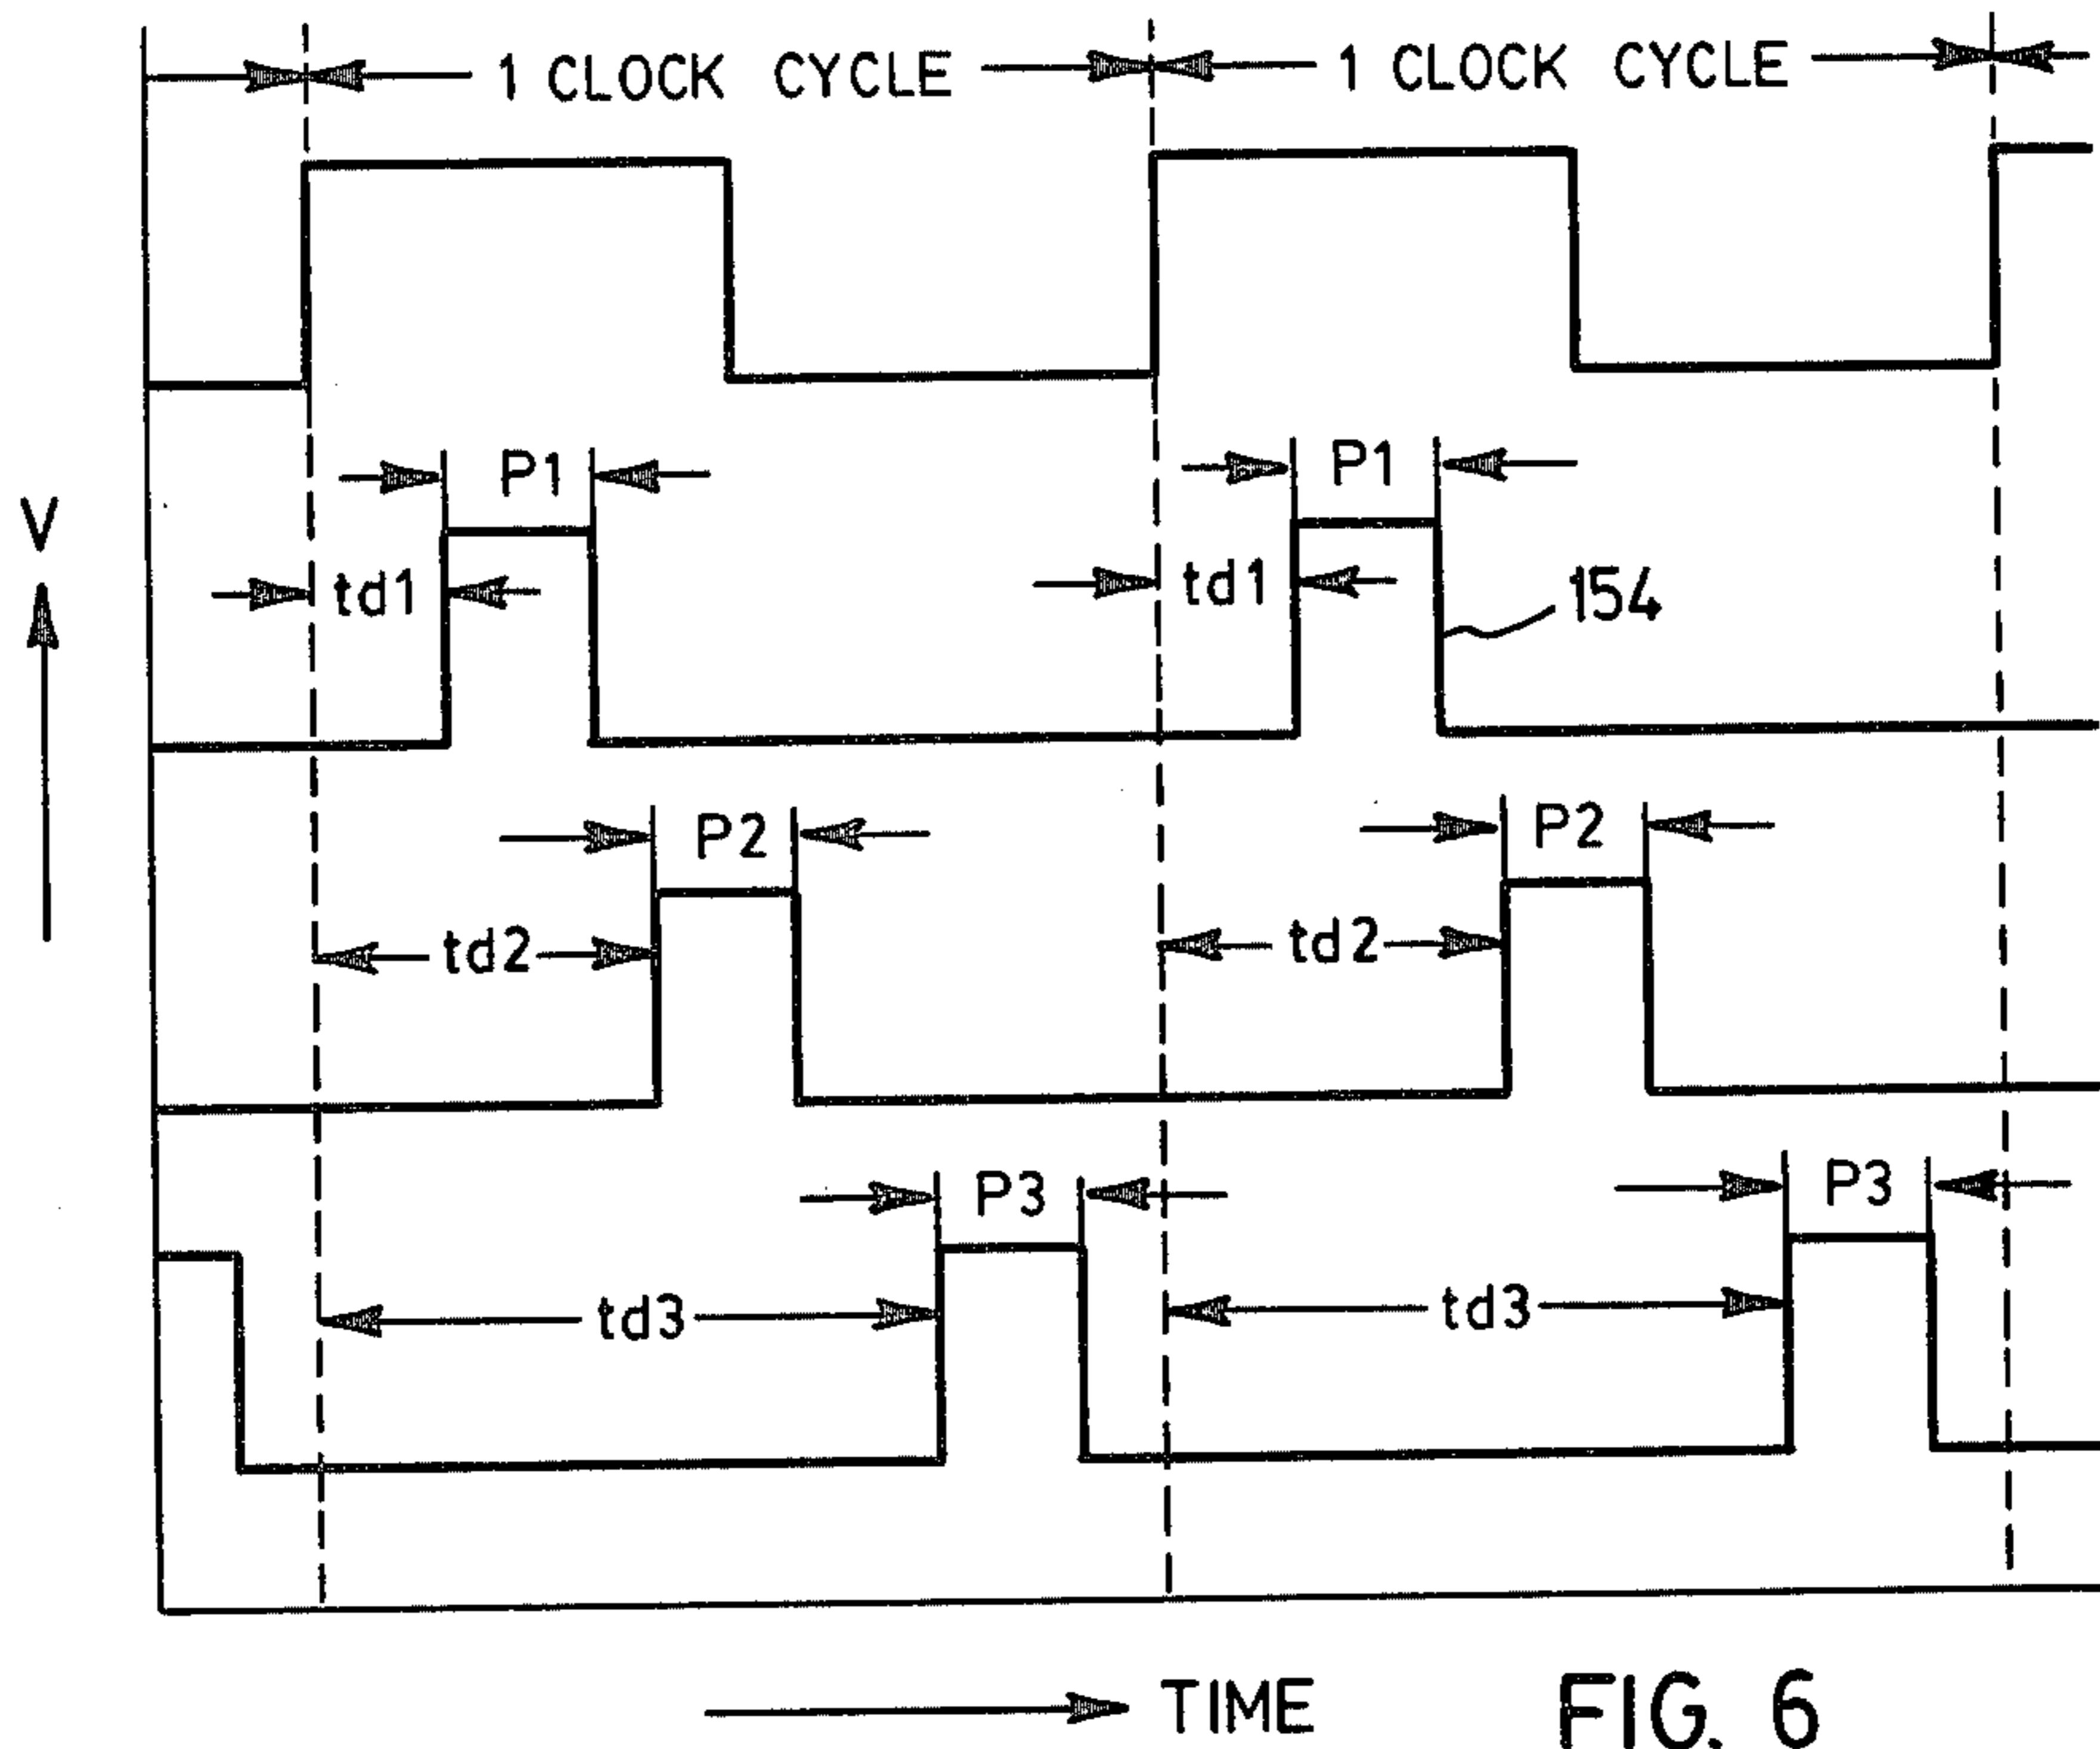 1 CLOCK CYCLE 1 CLOCK CYCLE
P1 P1
V
td1 td1 154
P2 P2
td2 td2
P3 P3
td3 td3
TIME
FIG. 6